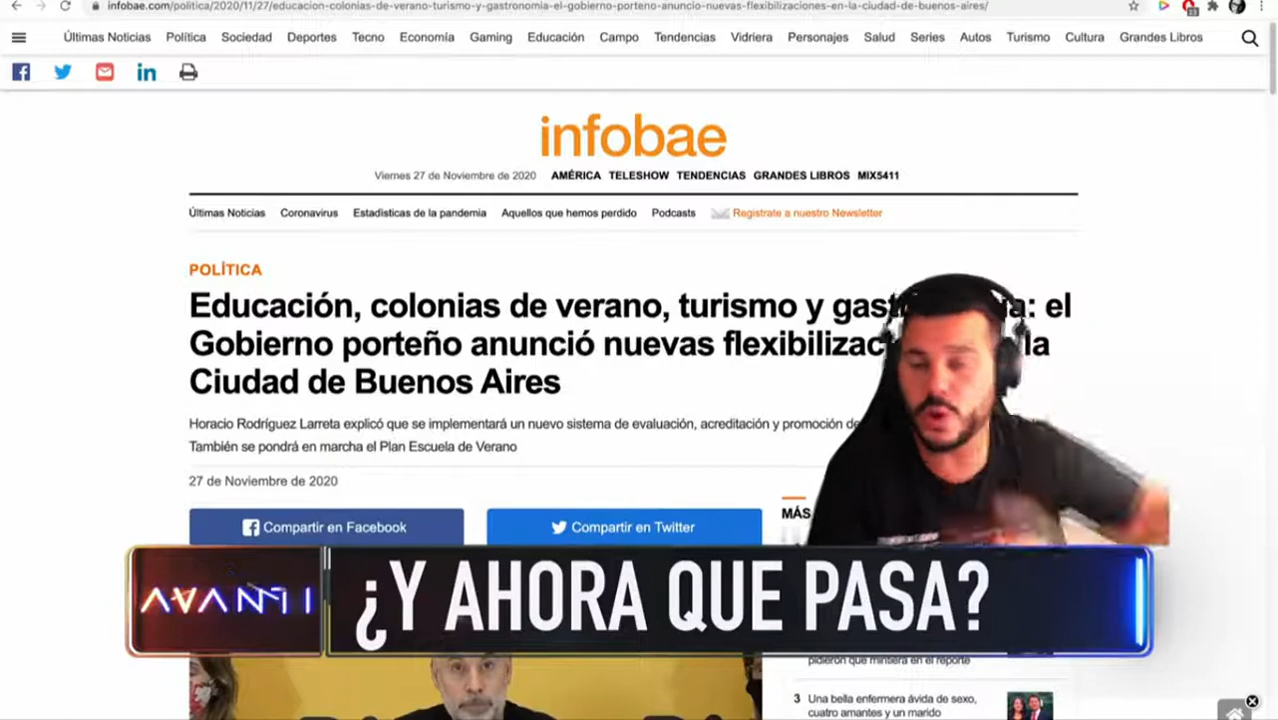 infobae.com/politica/2020/11/27/educacion-colonias-de-verano-turismo-y-gastronomia-el-gobierno-porteno-anuncio-nuevas-flexibilizaciones-en-la-ciudad-de-buenos-aires/
Últimas Noticias Política Sociedad Deportes Tecno Economía Gaming Educación Campo Tendencias Vidriera Personajes Salud Series Autos Turismo Cultura Grandes Libros
infobae
Viernes 27 de Noviembre de 2020 AMÉRICA TELESHOW TENDENCIAS GRANDES LIBROS MIX5411
Últimas Noticias Coronavirus Estadísticas de la pandemia Aquellos que hemos perdido Podcasts Registrate a nuestro Newsletter
POLÍTICA
Educación, colonias de verano, turismo y gast a: el
Gobierno porteño anunció nuevas flexibilizac la
Ciudad de Buenos Aires
Horacio Rodríguez Larreta explicó que se implementará un nuevo sistema de evaluación, acreditación y promoción de
También se pondrá en marcha el Plan Escuela de Verano
27 de Noviembre de 2020
MÁS
Compartir en Facebook Compartir en Twitter
AVANTI ¿Y AHORA QUE PASA?
pidieron que mintiera en el reporte
3 Una bella enfermera ávida de sexo,
cuatro amantes y un marido